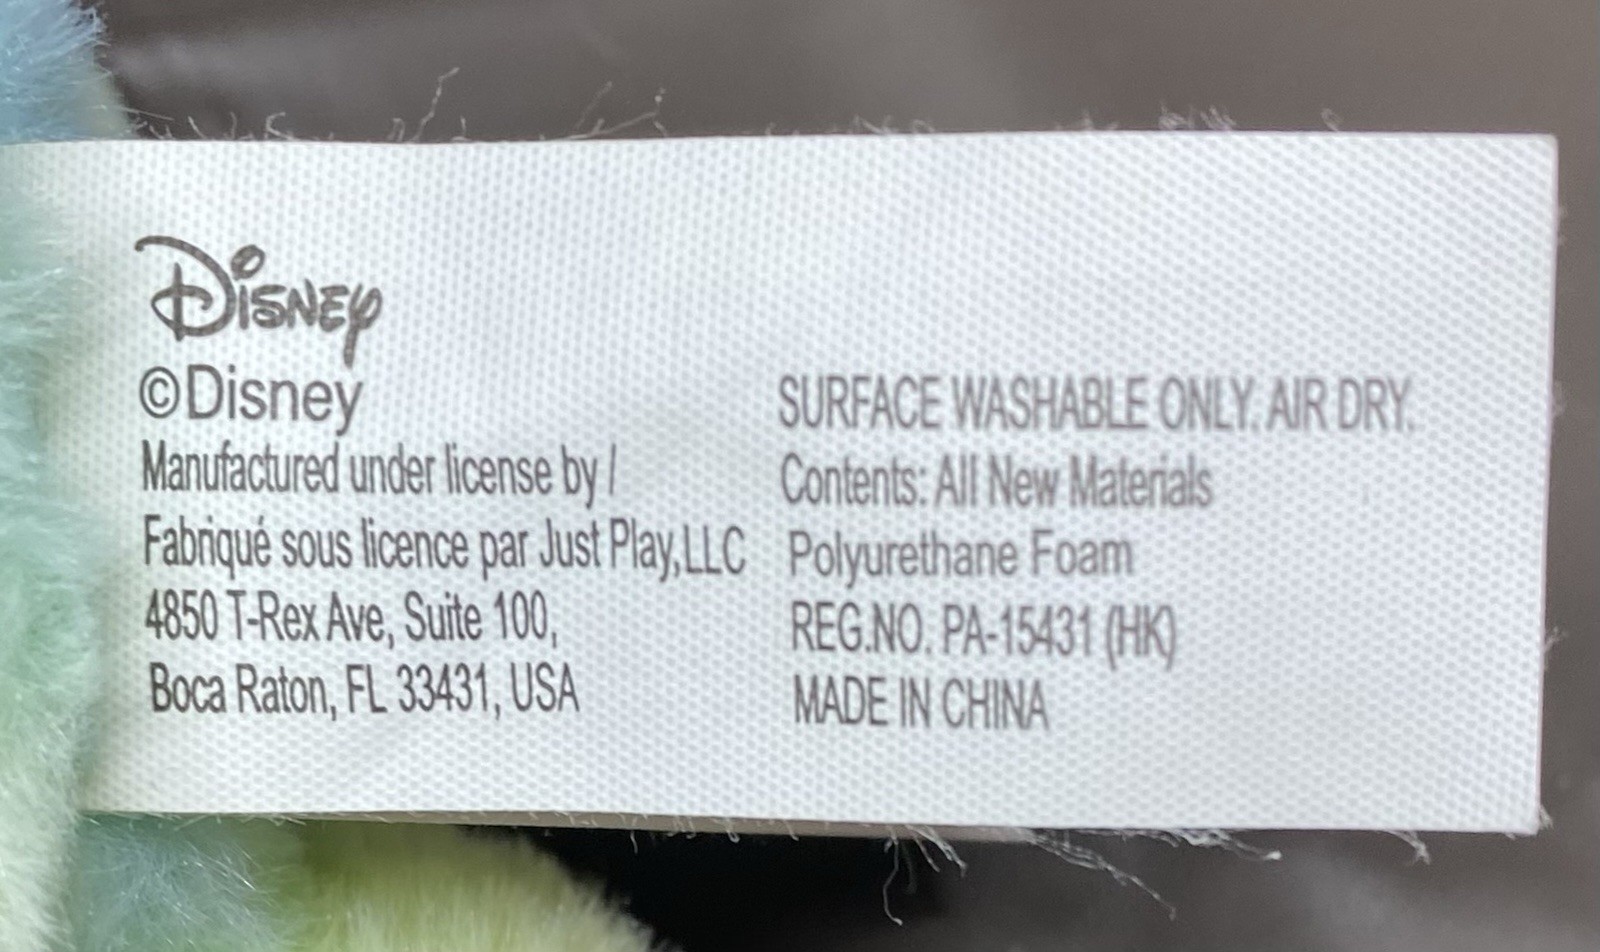 Disney
©Disney
Manufactured under license by /
Fabriqué sous licence par Just Play,LLC
4850 T-Rex Ave, Suite 100,
Boca Raton, FL 33431, USA
SURFACE WASHABLE ONLY. AIR DRY.
Contents: All New Materials
Polyurethane Foam
REG.NO. PA-15431 (HK)
MADE IN CHINA